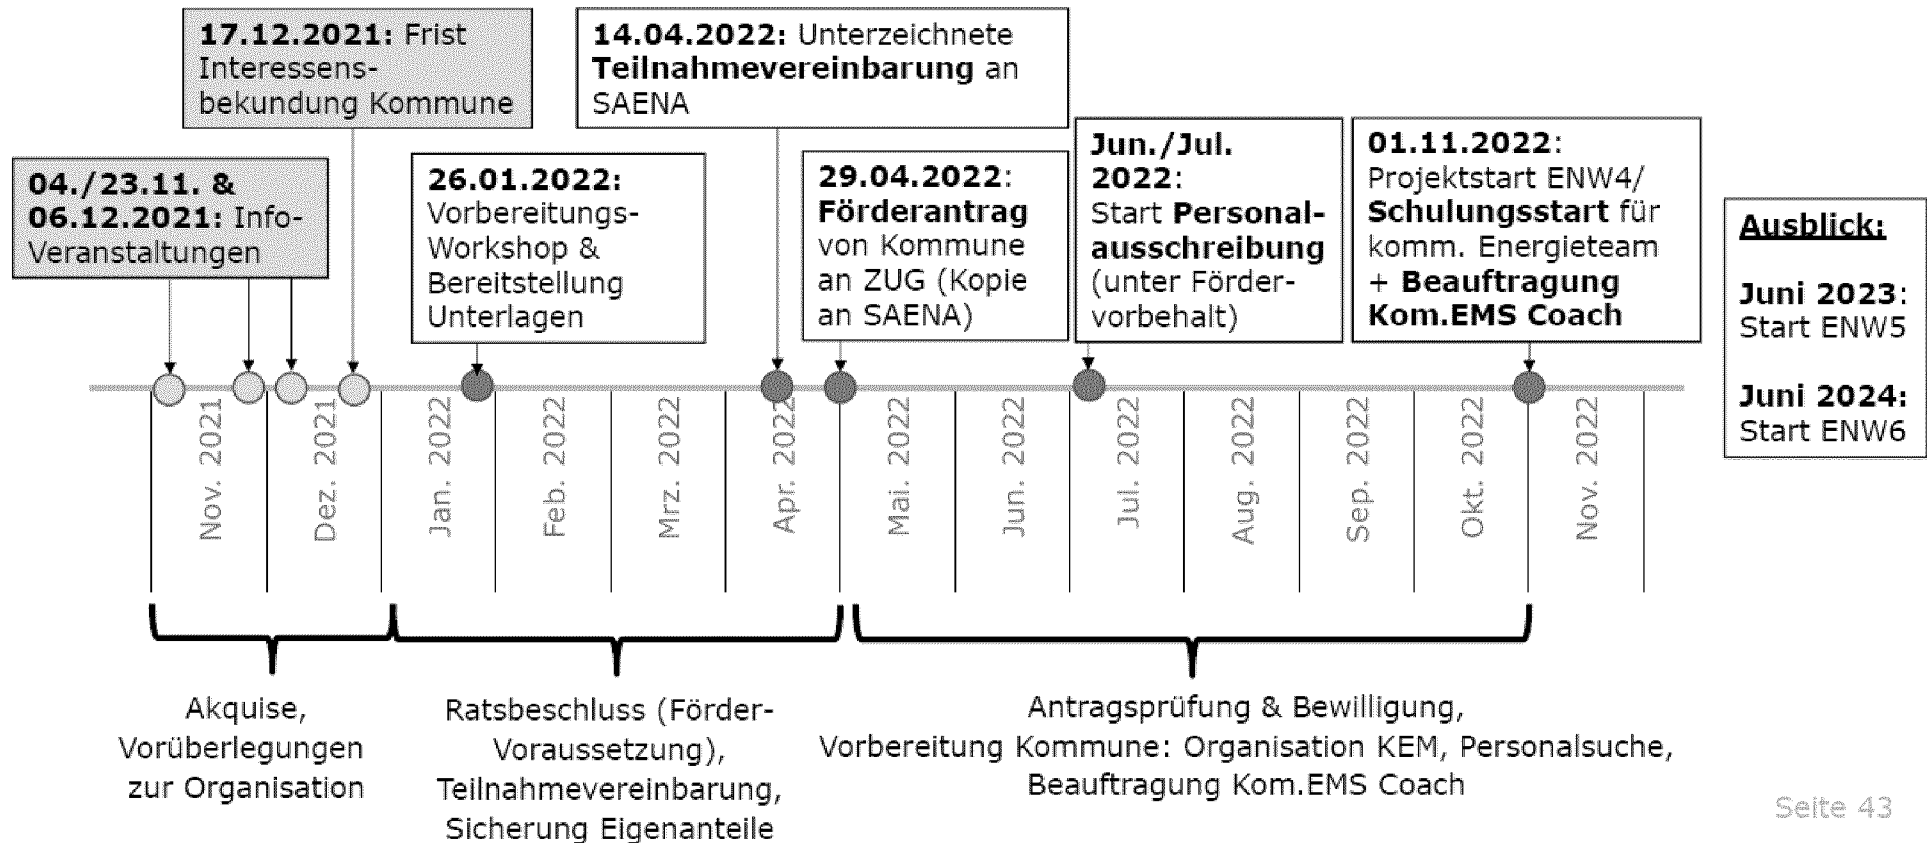 17.12.2021: Frist
Interessens-
bekundung Kommune
14.04.2022: Unterzeichnete
Teilnahmevereinbarung an
SAENA
04./23.11. &
06.12.2021: Info-
Veranstaltungen
26.01.2022:
Vorbereitungs-
Workshop &
Bereitstellung
Unterlagen
29.04.2022:
Förderantrag
von Kommune
an ZUG (Kopie
an SAENA)
Jun./Jul.
2022:
Start Personal-
ausschreibung
(unter Förder-
vorbehalt)
01.11.2022:
Projektstart ENW4/
Schulungsstart für
komm. Energieteam
+ Beauftragung
Kom.EMS Coach
Ausblick:
Juni 2023:
Start ENW5
Juni 2024:
Start ENW6
Nov. 2021
Dez. 2021
Jan. 2022
Feb. 2022
Mrz. 2022
Apr. 2022
Mai. 2022
Jun. 2022
Jul. 2022
Aug. 2022
Sep. 2022
Okt. 2022
Nov. 2022
Akquise,
Vorüberlegungen
zur Organisation
Ratsbeschluss (Förder-
Voraussetzung),
Teilnahmevereinbarung,
Sicherung Eigenanteile
Antragsprüfung & Bewilligung,
Vorbereitung Kommune: Organisation KEM, Personalsuche,
Beauftragung Kom.EMS Coach
Seite 43